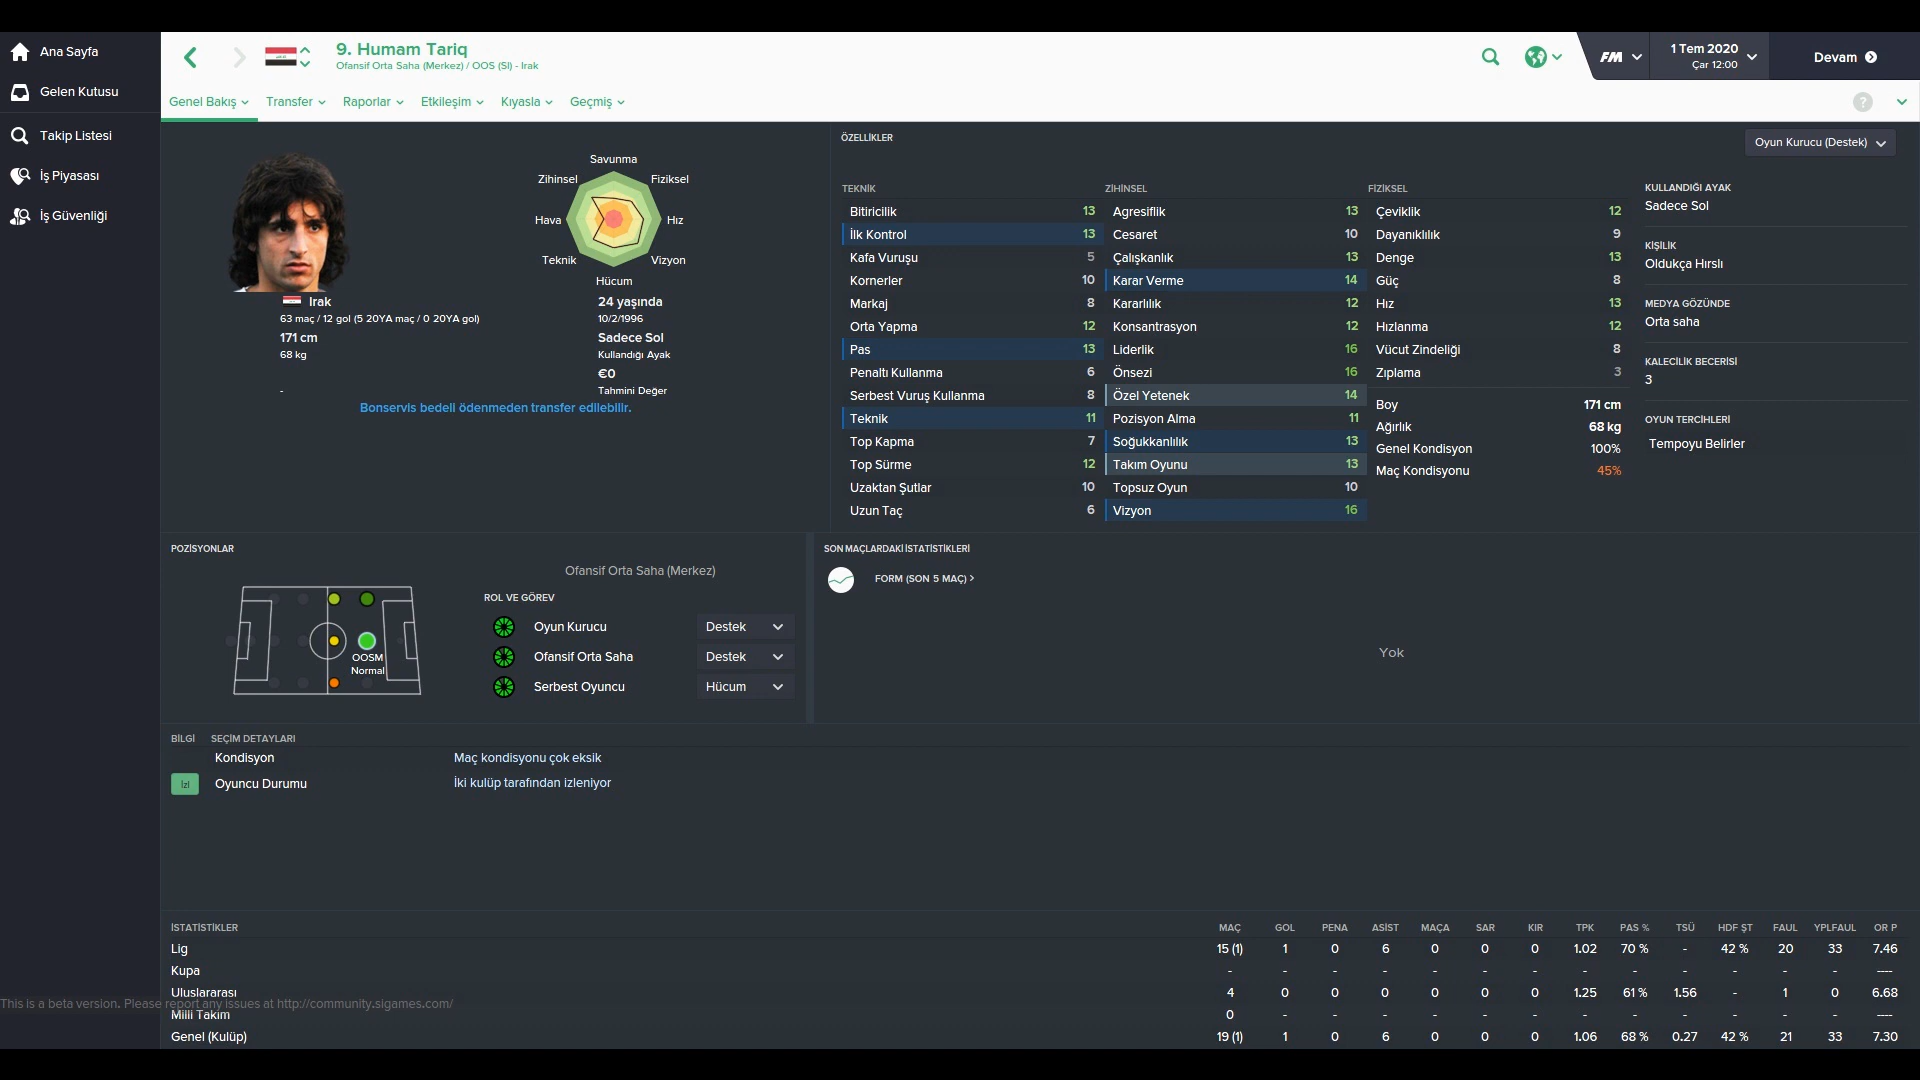 Ana Sayfa
Gelen Kutusu
Takip Listesi
İş Piyasası
İş Güvenliği
9. Humam Tariq
Ofansif Orta Saha (Merkez) / OOS (Sl) - Irak
FM
1 Tem 2020
Çar 12:00
Devam
Genel Bakış Transfer Raporlar Etkileşim Kıyasla Geçmiş
?
Savunma
Zihinsel Fiziksel
Hava Hız
Teknik Vizyon
Hücum
Irak
63 maç / 12 gol (5 20YA maç / 0 20YA gol)
171 cm
68 kg
-
24 yaşında
10/2/1996
Sadece Sol
Kullandığı Ayak
€0
Tahmini Değer
Bonservis bedeli ödenmeden transfer edilebilir.
ÖZELLİKLER
Oyun Kurucu (Destek)
TEKNİK
Bitiricilik 13
İlk Kontrol 13
Kafa Vuruşu 5
Kornerler 10
Markaj 8
Orta Yapma 12
Pas 13
Penaltı Kullanma 6
Serbest Vuruş Kullanma 8
Teknik 11
Top Kapma 7
Top Sürme 12
Uzaktan Şutlar 10
Uzun Taç 6
ZİHİNSEL
Agresiflik 13
Cesaret 10
Çalışkanlık 13
Karar Verme 14
Kararlılık 12
Konsantrasyon 12
Liderlik 16
Önsezi 16
Özel Yetenek 14
Pozisyon Alma 11
Soğukkanlılık 13
Takım Oyunu 13
Topsuz Oyun 10
Vizyon 16
FİZİKSEL
Çeviklik 12
Dayanıklılık 9
Denge 13
Güç 8
Hız 13
Hızlanma 12
Vücut Zindeliği 8
Zıplama 3
Boy 171 cm
Ağırlık 68 kg
Genel Kondisyon 100%
Maç Kondisyonu 45%
KULLANDIĞI AYAK
Sadece Sol
KİŞİLİK
Oldukça Hırslı
MEDYA GÖZÜNDE
Orta saha
KALECİLİK BECERİSİ
3
OYUN TERCİHLERİ
Tempoyu Belirler
POZİSYONLAR
OOSM
Normal
Ofansif Orta Saha (Merkez)
ROL VE GÖREV
Oyun Kurucu Destek
Ofansif Orta Saha Destek
Serbest Oyuncu Hücum
SON MAÇLARDAKİ İSTATİSTİKLERİ
FORM (SON 5 MAÇ) >
Yok
BİLGİ SEÇİM DETAYLARI
Kondisyon Maç kondisyonu çok eksik
İzl Oyuncu Durumu İki kulüp tarafından izleniyor
İSTATİSTİKLER MAÇ GOL PENA ASİST MAÇA SAR KIR TPK PAS % TSÜ HDF ŞT FAUL YPLFAUL OR P
Lig 15 (1) 1 0 6 0 0 0 1.02 70 % - 42 % 20 33 7.46
Kupa - - - - - - - - - - - - - ----
Uluslararası 4 0 0 0 0 0 0 1.25 61 % 1.56 - 1 0 6.68
This is a beta version. Please report any issues at http://community.sigames.com/
Milli Takım 0 - - - - - - - - - - - - ----
Genel (Kulüp) 19 (1) 1 0 6 0 0 0 1.06 68 % 0.27 42 % 21 33 7.30